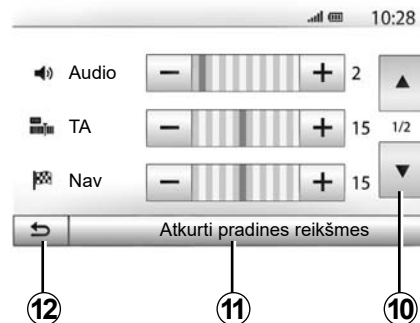 10:28
Audio − + 2 ▲
TA − + 15 1/2
Nav − + 15 ▼
Atkurti pradines reikšmes
12 11 10